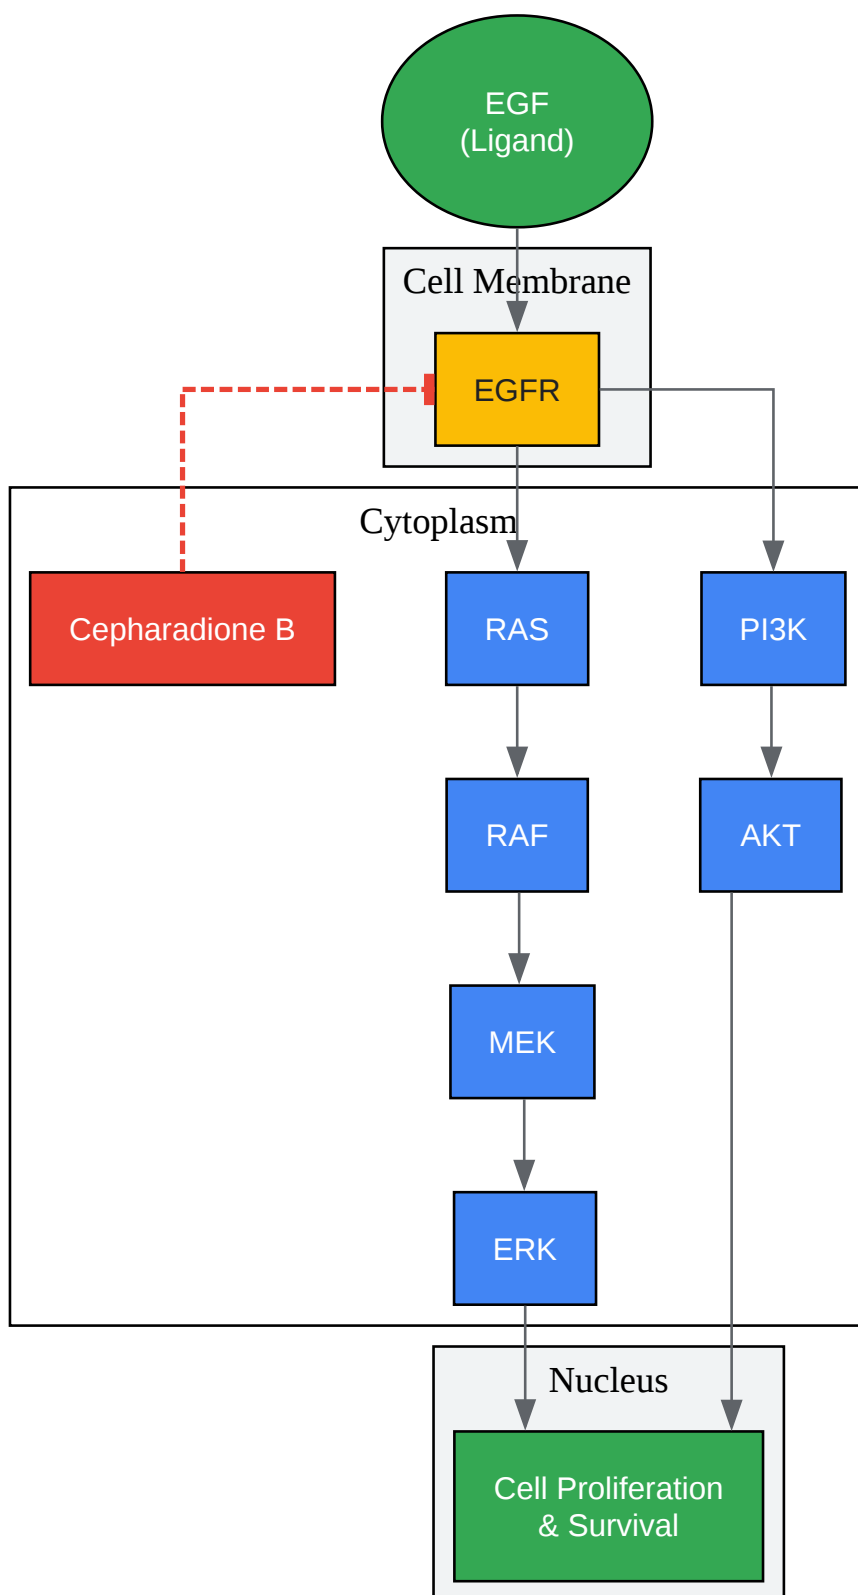 EGF
(Ligand)
Cell Membrane
EGFR
Cytoplasm
Cepharadione B
RAS
PI3K
RAF
AKT
MEK
ERK
Nucleus
Cell Proliferation
& Survival